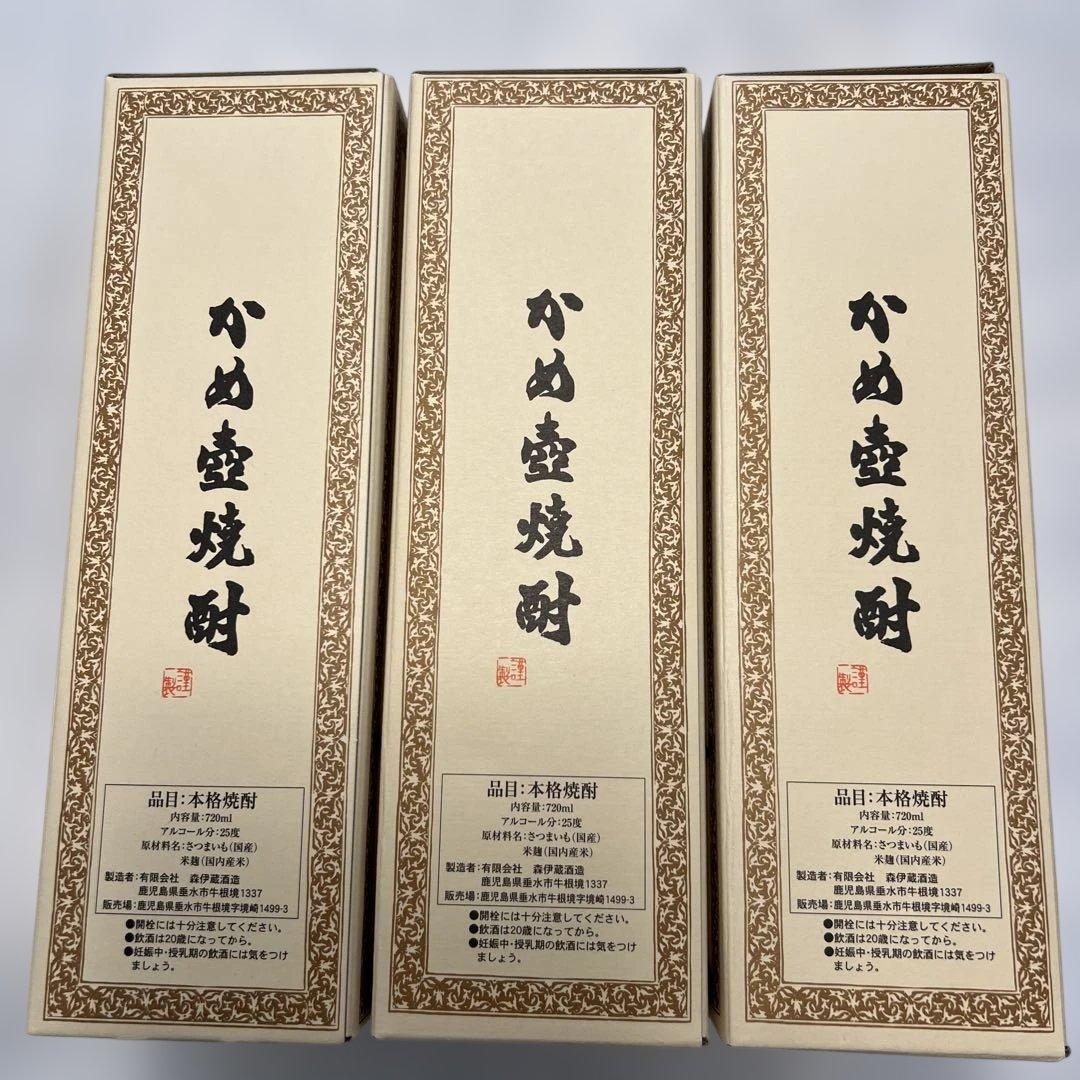 かめ壺焼酎
謹製
品目：本格焼酎
内容量：720ml
アルコール分：25度
原材料名：さつまいも（国産）
米麹（国内産米）
製造者：有限会社　森伊蔵酒造
鹿児島県垂水市牛根境1337
販売場：鹿児島県垂水市牛根境字境崎1499-3
●開栓には十分注意してください。
●飲酒は20歳になってから。
●妊娠中・授乳期の飲酒には気をつけ
ましょう。
かめ壺焼酎
謹製
品目：本格焼酎
内容量：720ml
アルコール分：25度
原材料名：さつまいも（国産）
米麹（国内産米）
製造者：有限会社　森伊蔵酒造
鹿児島県垂水市牛根境1337
販売場：鹿児島県垂水市牛根境字境崎1499-3
●開栓には十分注意してください。
●飲酒は20歳になってから。
●妊娠中・授乳期の飲酒には気をつけ
ましょう。
かめ壺焼酎
謹製
品目：本格焼酎
内容量：720ml
アルコール分：25度
原材料名：さつまいも（国産）
米麹（国内産米）
製造者：有限会社　森伊蔵酒造
鹿児島県垂水市牛根境1337
販売場：鹿児島県垂水市牛根境字境崎1499-3
●開栓には十分注意してください。
●飲酒は20歳になってから。
●妊娠中・授乳期の飲酒には気をつけ
ましょう。